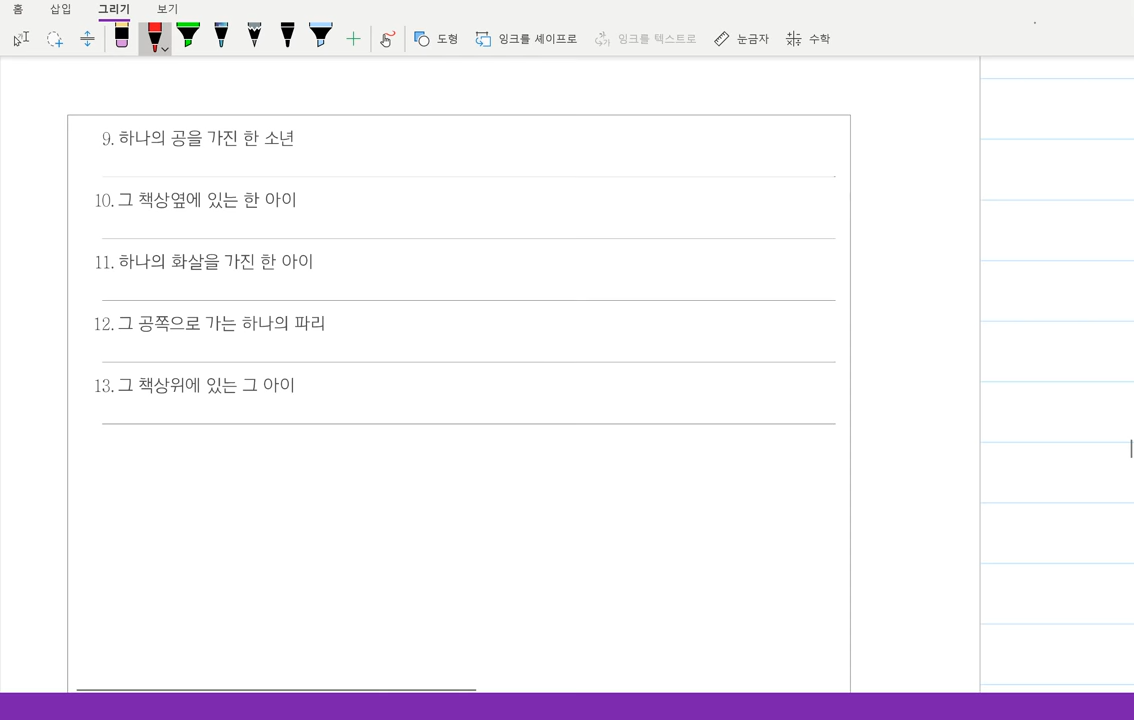 홈 삽입 그리기 보기
도형 잉크를 셰이프로 잉크를 텍스트로 눈금자 수학
9. 하나의 공을 가진 한 소년
10. 그 책상옆에 있는 한 아이
11. 하나의 화살을 가진 한 아이
12. 그 공쪽으로 가는 하나의 파리
13. 그 책상위에 있는 그 아이